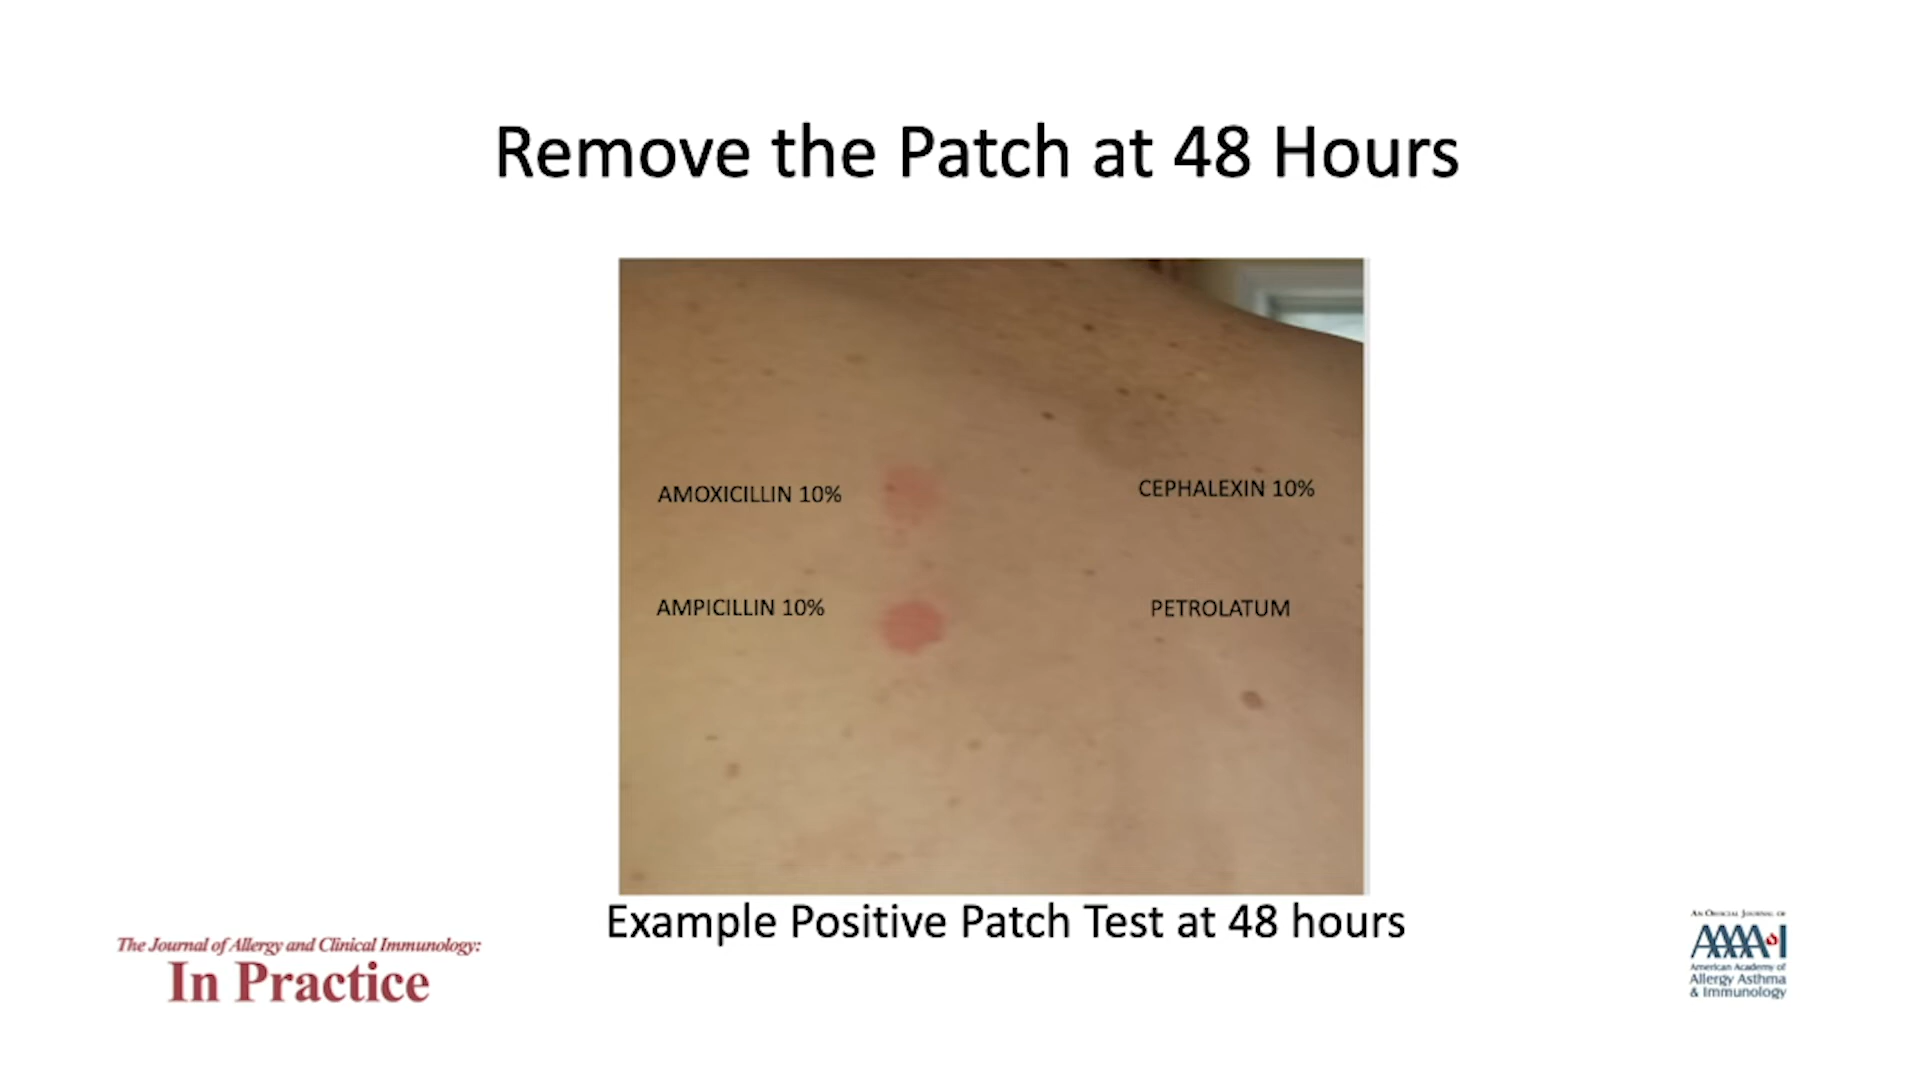 Remove the Patch at 48 Hours
AMOXICILLIN 10%
CEPHALEXIN 10%
AMPICILLIN 10%
PETROLATUM
Example Positive Patch Test at 48 hours
The Journal of Allergy and Clinical Immunology:
In Practice
AN OFFICIAL JOURNAL OF
AAAAI
American Academy of
Allergy Asthma
& Immunology